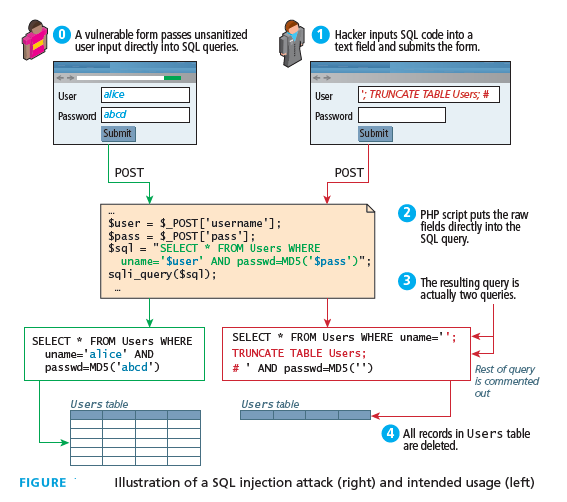 0 A vulnerable form passes unsanitized
user input directly into SQL queries.
1 Hacker inputs SQL code into a
text field and submits the form.
User alice
Password abcd
Submit
User '; TRUNCATE TABLE Users; #
Password
Submit
POST
POST
…
$user = $_POST['username'];
$pass = $_POST['pass'];
$sql = "SELECT * FROM Users WHERE
uname='$user' AND passwd=MD5('$pass')";
sqli_query($sql);
…
2 PHP script puts the raw
fields directly into the
SQL query.
3 The resulting query is
actually two queries.
SELECT * FROM Users WHERE
uname='alice' AND
passwd=MD5('abcd')
SELECT * FROM Users WHERE uname='';
TRUNCATE TABLE Users;
# ' AND passwd=MD5('')
Rest of query
is commented
out
Users table
Users table
4 All records in Users table
are deleted.
FIGURE Illustration of a SQL injection attack (right) and intended usage (left)